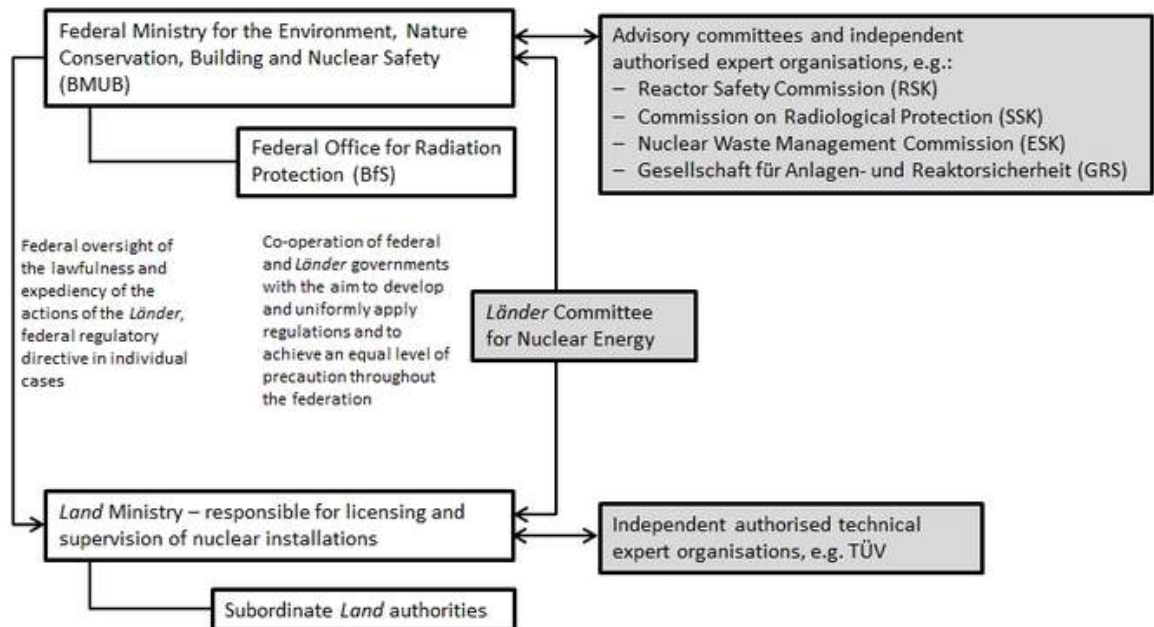 Federal Ministry for the Environment, Nature
Conservation, Building and Nuclear Safety
(BMUB)
Advisory committees and independent
authorised expert organisations, e.g.:
– Reactor Safety Commission (RSK)
– Commission on Radiological Protection (SSK)
– Nuclear Waste Management Commission (ESK)
– Gesellschaft für Anlagen- und Reaktorsicherheit (GRS)
Federal Office for Radiation
Protection (BfS)
Federal oversight of
the lawfulness and
expediency of the
actions of the Länder,
federal regulatory
directive in individual
cases
Co-operation of federal
and Länder governments
with the aim to develop
and uniformly apply
regulations and to
achieve an equal level of
precaution throughout
the federation
Länder Committee
for Nuclear Energy
Land Ministry – responsible for licensing and
supervision of nuclear installations
Independent authorised technical
expert organisations, e.g. TÜV
Subordinate Land authorities